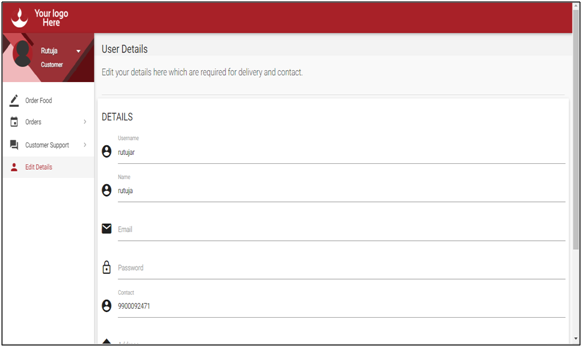 Your logo
Here
Rutuja
Customer
Order Food
Orders
Customer Support
Edit Details
User Details
Edit your details here which are required for delivery and contact.
DETAILS
Username
rutujar
Name
rutuja
Email
Password
Contact
9900092471